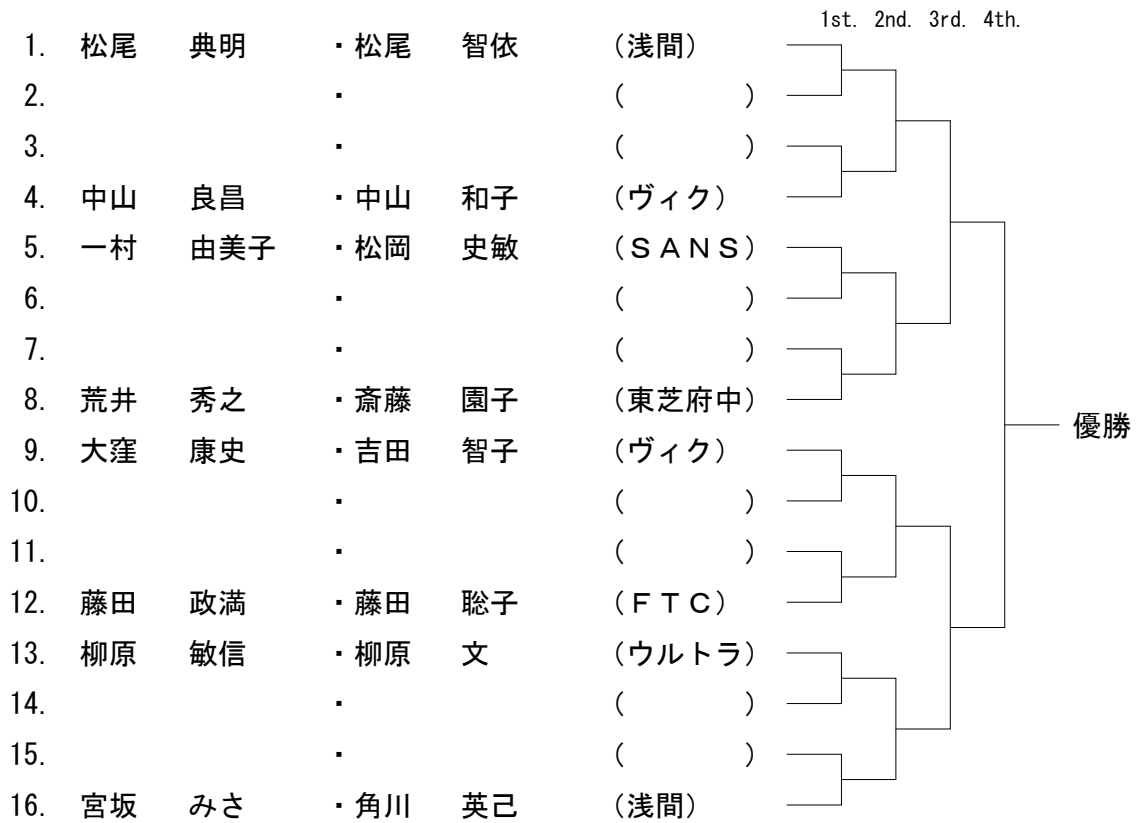 1st. 2nd. 3rd. 4th.
1. 松尾 典明 ・松尾 智依 (浅間)
2. ・ ( )
3. ・ ( )
4. 中山 良昌 ・中山 和子 (ヴィク)
5. 一村 由美子 ・松岡 史敏 (ＳＡＮＳ)
6. ・ ( )
7. ・ ( )
8. 荒井 秀之 ・斎藤 園子 (東芝府中)
優勝
9. 大窪 康史 ・吉田 智子 (ヴィク)
10. ・ ( )
11. ・ ( )
12. 藤田 政満 ・藤田 聡子 (ＦＴＣ)
13. 柳原 敏信 ・柳原 文 (ウルトラ)
14. ・ ( )
15. ・ ( )
16. 宮坂 みさ ・角川 英己 (浅間)